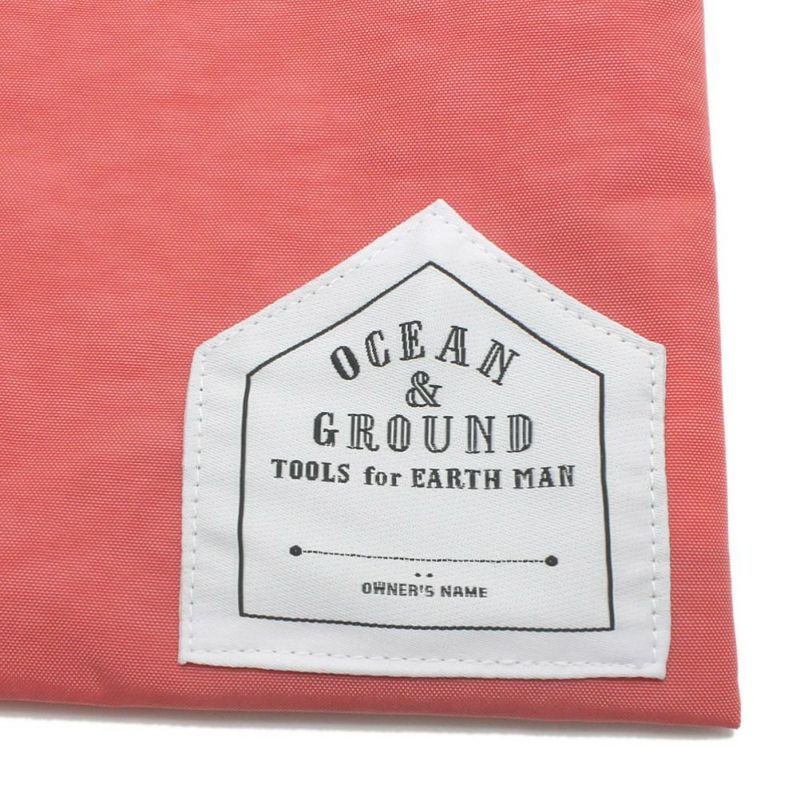 OCEAN
&
GROUND
TOOLS for EARTH MAN
OWNER'S NAME